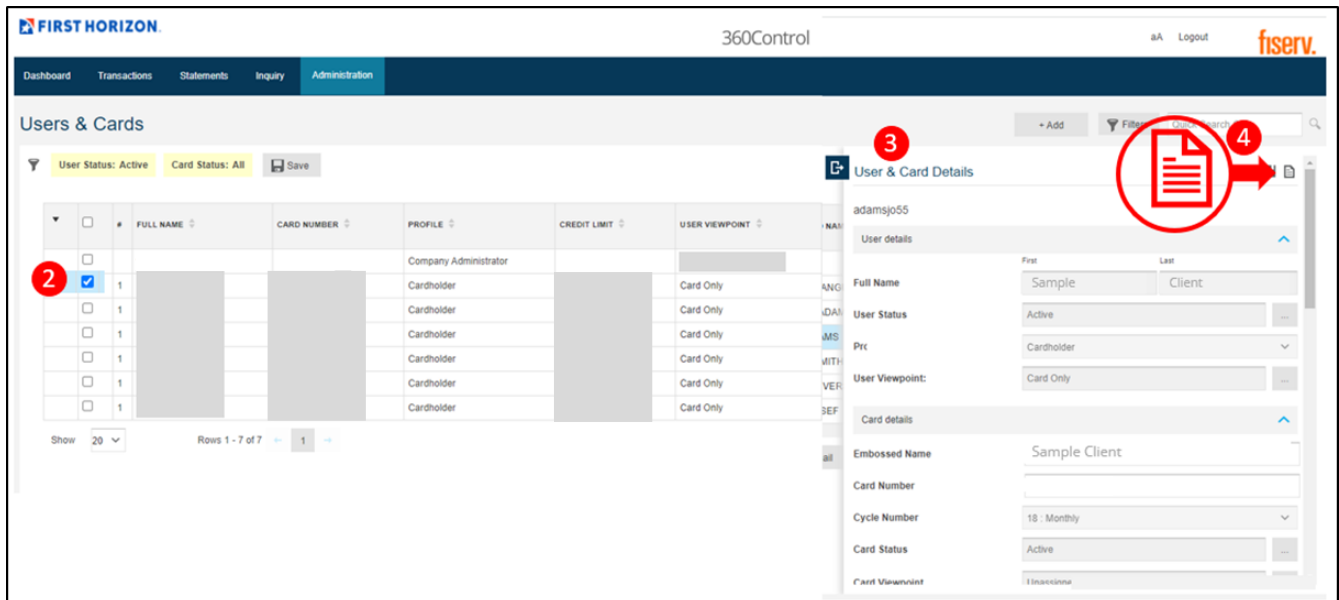 FIRST HORIZON.
360Control
aA Logout
fiserv.
Dashboard Transactions Statements Inquiry Administration
Users & Cards
+ Add
Filter
Quick Search
3
4
User Status: Active
Card Status: All
Save
User & Card Details
adamsjo55
# FULL NAME CARD NUMBER PROFILE CREDIT LIMIT USER VIEWPOINT
User details
Company Administrator
First Last
2
1 Cardholder Card Only
Full Name Sample Client
1 Cardholder Card Only
User Status Active ...
1 Cardholder Card Only
Cardholder
1 Cardholder Card Only
User Viewpoint: Card Only ...
1 Cardholder Card Only
1 Cardholder Card Only
Card details
Show 20 Rows 1 - 7 of 7 ← 1 →
Embossed Name Sample Client
Card Number
Cycle Number 18 : Monthly
Card Status Active ...
Card Viewpoint